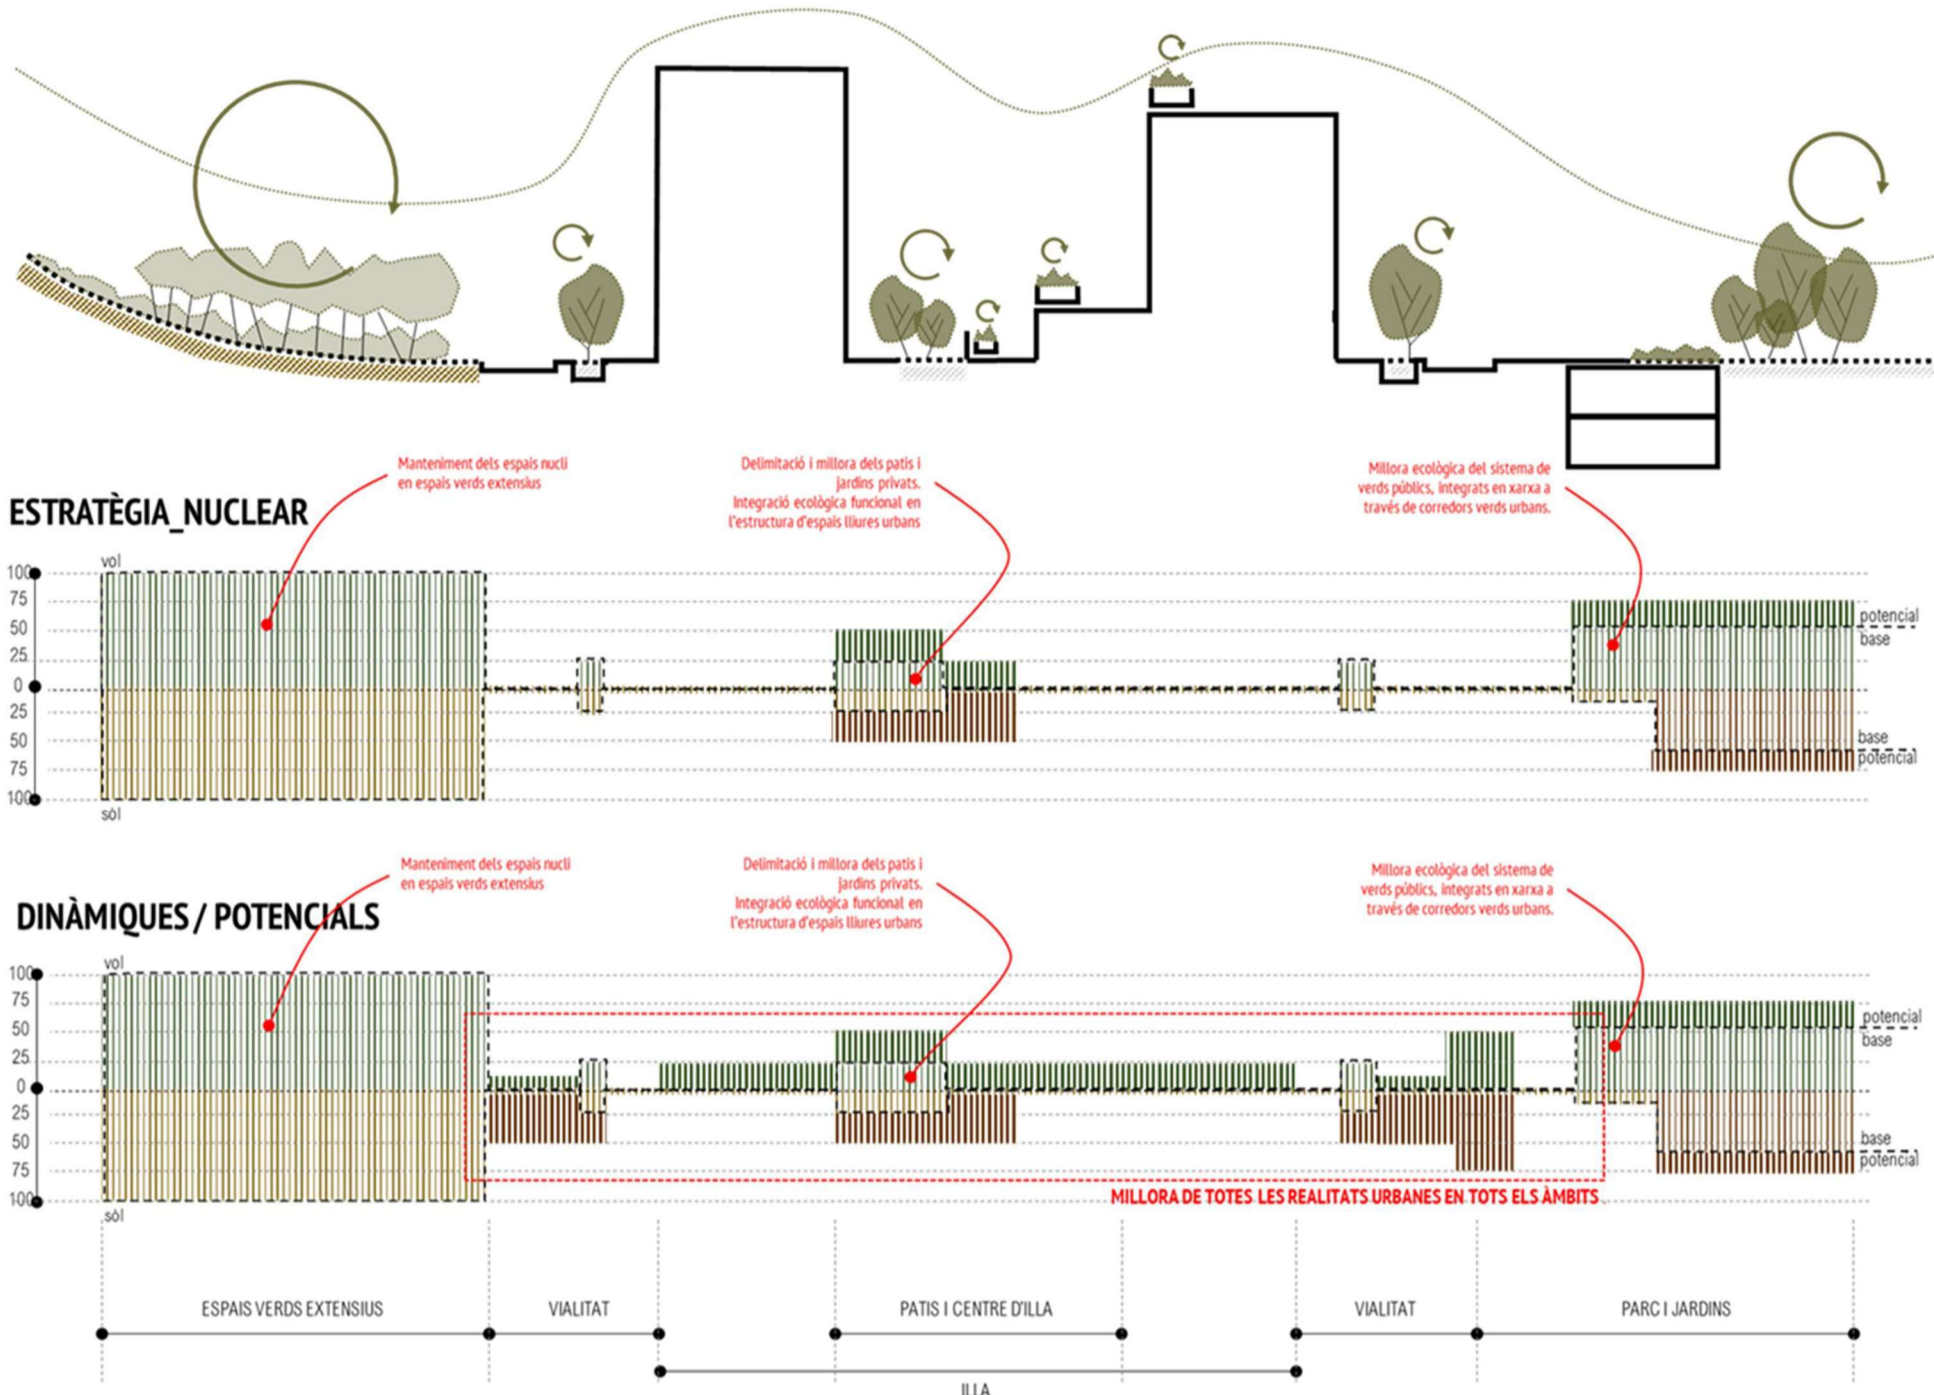 Manteniment dels espais nucli
en espais verds extensius
Delimitació i millora dels patis i
jardins privats.
Integració ecològica funcional en
l'estructura d'espais lliures urbans
Millora ecològica del sistema de
verds públics, integrats en xarxa a
través de corredors verds urbans.
ESTRATÈGIA_NUCLEAR
vol
100
75
50
25
0
25
50
75
100
sòl
potencial
base
base
potencial
Manteniment dels espais nucli
en espais verds extensius
Delimitació i millora dels patis i
jardins privats.
Integració ecològica funcional en
l'estructura d'espais lliures urbans
Millora ecològica del sistema de
verds públics, integrats en xarxa a
través de corredors verds urbans.
DINÀMIQUES / POTENCIALS
vol
100
75
50
25
0
25
50
75
100
sòl
potencial
base
base
potencial
MILLORA DE TOTES LES REALITATS URBANES EN TOTS ELS ÀMBITS
ESPAIS VERDS EXTENSIUS
VIALITAT
PATIS I CENTRE D'ILLA
VIALITAT
PARC I JARDINS
ILLA